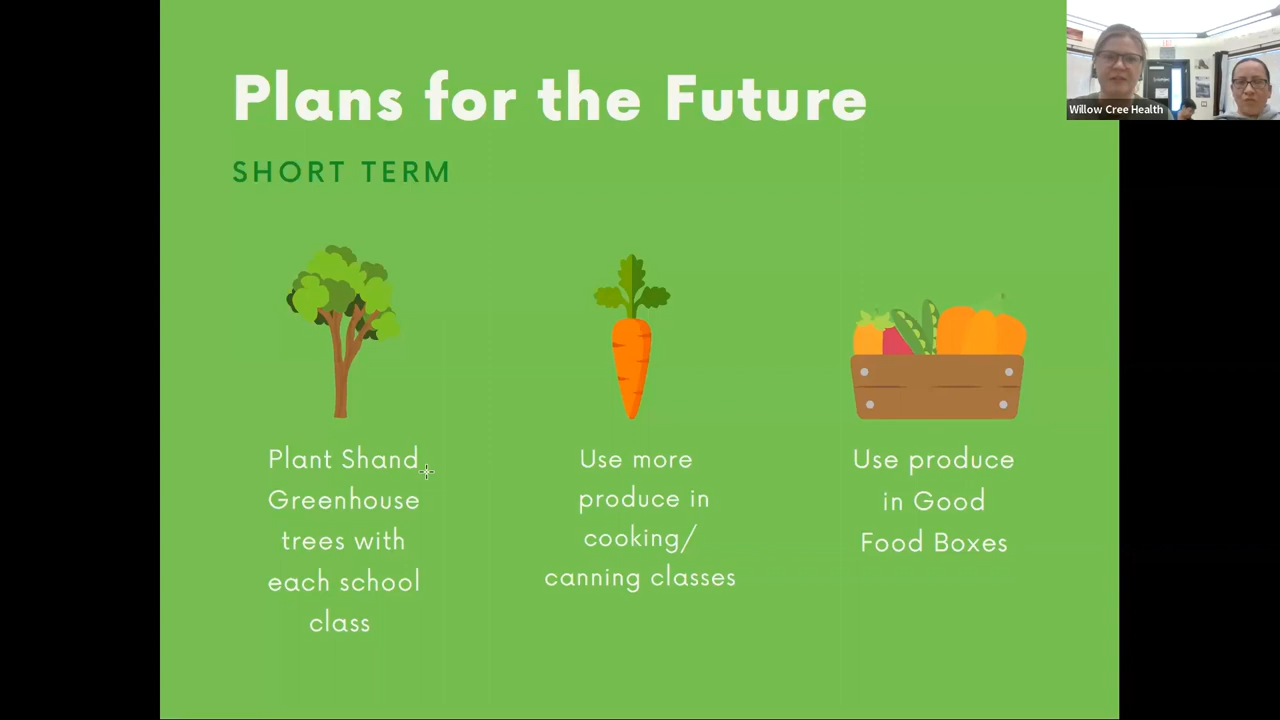 Plans for the Future
SHORT TERM
Plant Shand
Greenhouse
trees with
each school
class
Use more
produce in
cooking/
canning classes
Use produce
in Good
Food Boxes
Willow Cree Health